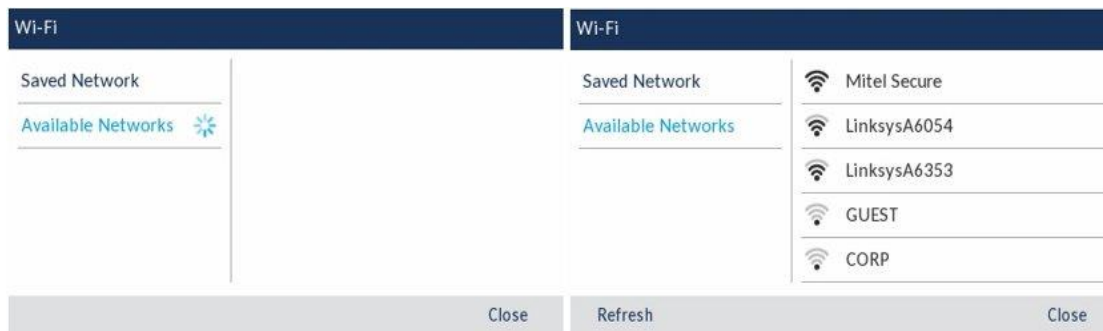 Wi-Fi
Saved Network
Available Networks
Close
Wi-Fi
Saved Network
Available Networks
Mitel Secure
LinksysA6054
LinksysA6353
GUEST
CORP
Refresh
Close